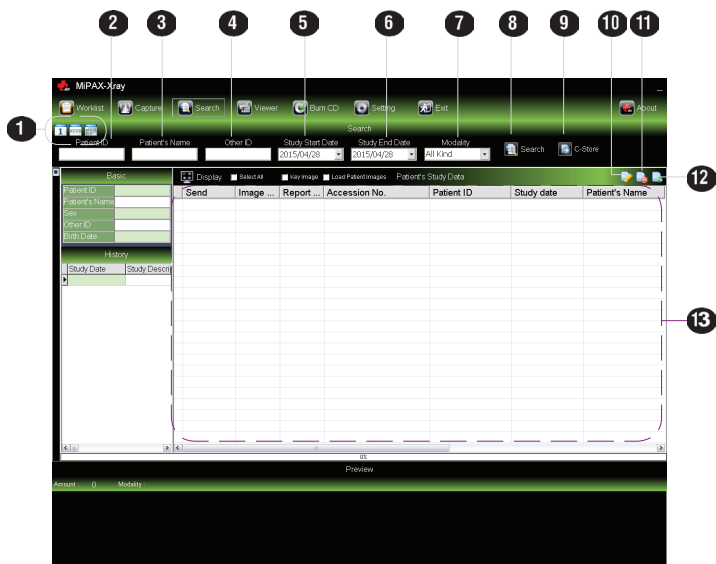 2 3 4 5 6 7 8 9 10 11
MiPAX-Xray
Worklist Capture Search Viewer Burn CD Setting Exit About
1
Search
Patient ID Patient's Name Other ID Study Start Date Study End Date Modality
2015/04/28 2015/04/28 All Kind Search C-Store
12
Basic Display Select All Key Image Load Patient Images Patient's Study Data
Patient ID Send Image ... Report ... Accession No. Patient ID Study date Patient's Name
Patient's Name
Sex
Other ID
Birth Date
History
Study Date Study Descrip
13
0%
Preview
Amount : () Modality :